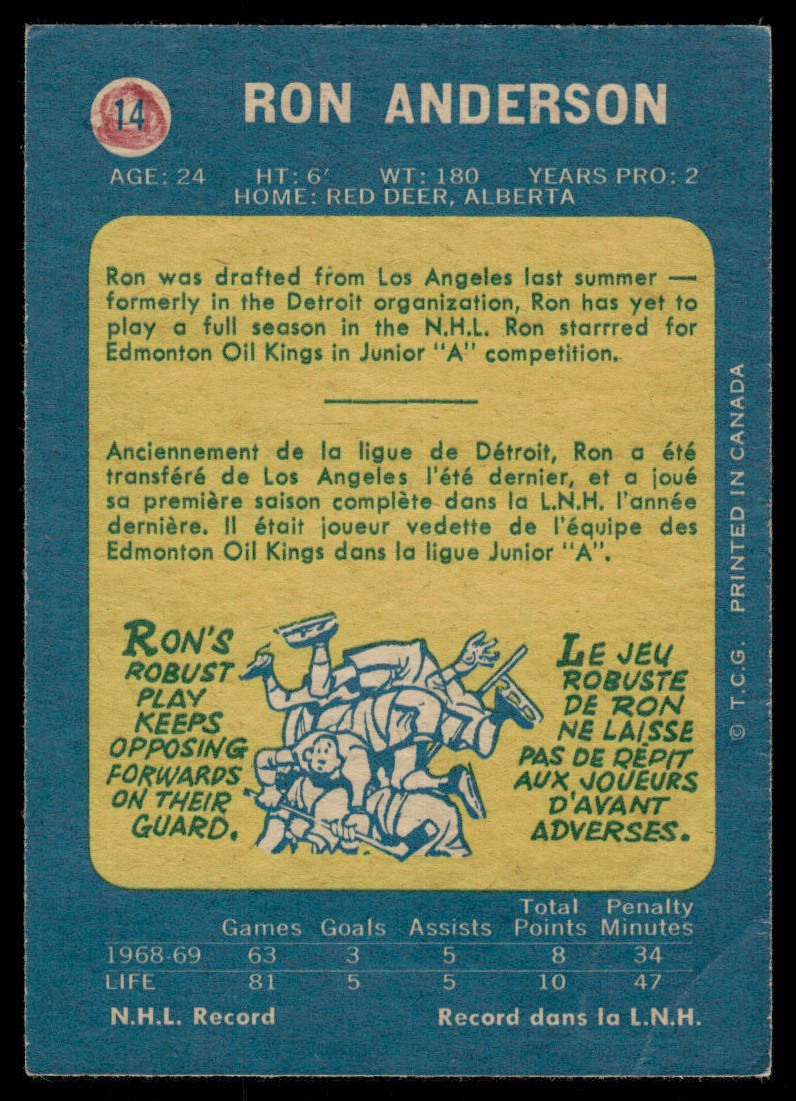 14
RON ANDERSON
AGE: 24 HT: 6' WT: 180 YEARS PRO: 2
HOME: RED DEER, ALBERTA
Ron was drafted from Los Angeles last summer —
formerly in the Detroit organization, Ron has yet to
play a full season in the N.H.L. Ron starrred for
Edmonton Oil Kings in Junior "A" competition.
Anciennement de la ligue de Détroit, Ron a été
transféré de Los Angeles l'été dernier, et a joué
sa première saison complète dans la L.N.H. l'année
dernière. Il était joueur vedette de l'équipe des
Edmonton Oil Kings dans la ligue Junior "A".
RON'S
ROBUST
PLAY
KEEPS
OPPOSING
FORWARDS
ON THEIR
GUARD.
LE JEU
ROBUSTE
DE RON
NE LAISSE
PAS DE RÉPIT
AUX JOUEURS
D'AVANT
ADVERSES.
© T.C.G. PRINTED IN CANADA
Games Goals Assists Total Points Penalty Minutes
1968-69 63 3 5 8 34
LIFE 81 5 5 10 47
N.H.L. Record Record dans la L.N.H.